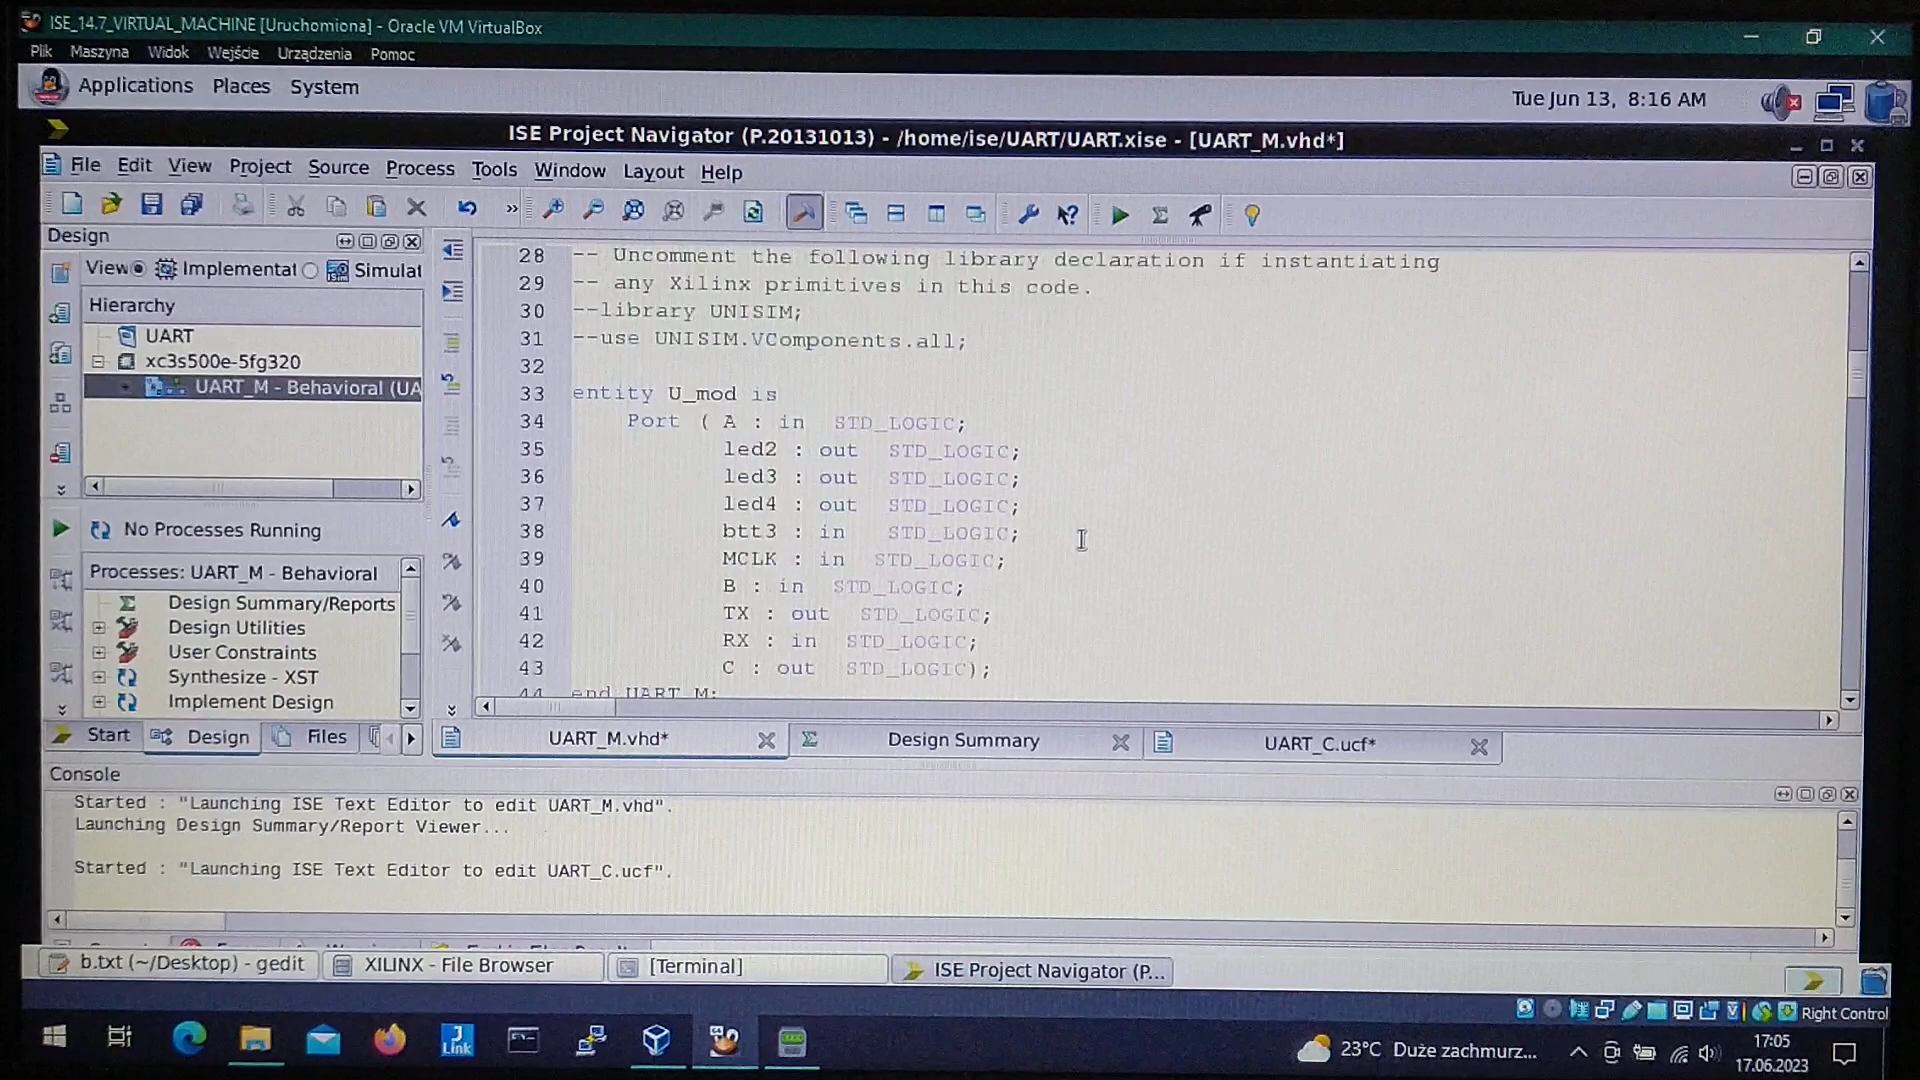 ISE_14.7_VIRTUAL_MACHINE [Uruchomiona] - Oracle VM VirtualBox
Plik Maszyna Widok Wejście Urządzenia Pomoc
Applications Places System
Tue Jun 13, 8:16 AM
ISE Project Navigator (P.20131013) - /home/ise/UART/UART.xise - [UART_M.vhd*]
File Edit View Project Source Process Tools Window Layout Help
Design
View Implementat Simulat
Hierarchy
UART
xc3s500e-5fg320
UART_M - Behavioral (UA
No Processes Running
Processes: UART_M - Behavioral
Design Summary/Reports
Design Utilities
User Constraints
Synthesize - XST
Implement Design
Start Design Files
28 -- Uncomment the following library declaration if instantiating
29 -- any Xilinx primitives in this code.
30 --library UNISIM;
31 --use UNISIM.VComponents.all;
32
33 entity U_mod is
34 Port ( A : in STD_LOGIC;
35 led2 : out STD_LOGIC;
36 led3 : out STD_LOGIC;
37 led4 : out STD_LOGIC;
38 btt3 : in STD_LOGIC;
39 MCLK : in STD_LOGIC;
40 B : in STD_LOGIC;
41 TX : out STD_LOGIC;
42 RX : in STD_LOGIC;
43 C : out STD_LOGIC);
44 end UART_M;
UART_M.vhd* Design Summary UART_C.ucf*
Console
Started : "Launching ISE Text Editor to edit UART_M.vhd".
Launching Design Summary/Report Viewer...
Started : "Launching ISE Text Editor to edit UART_C.ucf".
b.txt (~/Desktop) - gedit XILINX - File Browser [Terminal] ISE Project Navigator (P...
Right Control
J Link
23°C Duże zachmurz...
17:05
17.06.2023